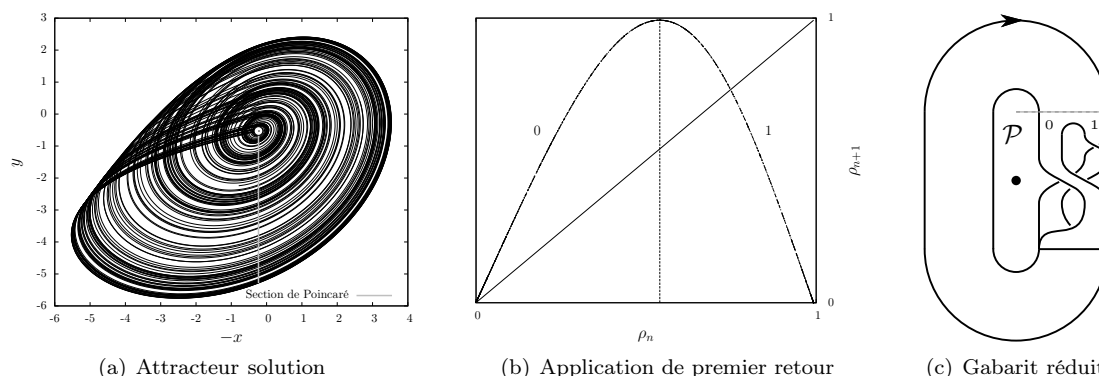 3
2
1
0
-1
-2
-3
-4
-5
-6
y
-6 -5 -4 -3 -2 -1 0 1 2 3 4
−x
Section de Poincaré
(a) Attracteur solution
0 1
1
0
1
0
ρn
ρn+1
(b) Application de premier retour
P
0 1
(c) Gabarit réduit